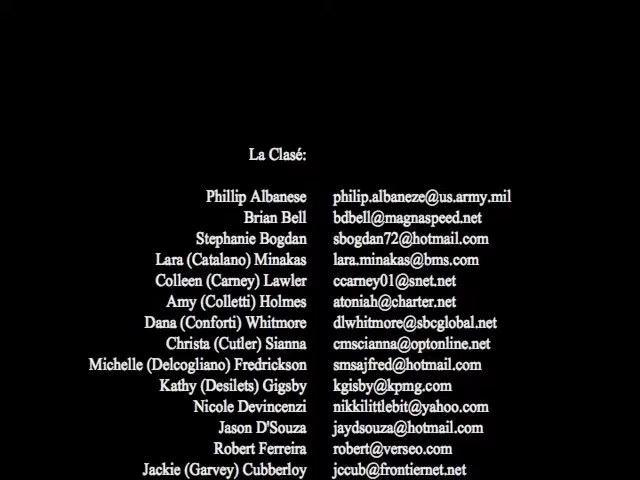 La Clasé:
Phillip Albanese philip.albaneze@us.army.mil
Brian Bell bdbell@magnaspeed.net
Stephanie Bogdan sbogdan72@hotmail.com
Lara (Catalano) Minakas lara.minakas@bms.com
Colleen (Carney) Lawler ccarney01@snet.net
Amy (Colletti) Holmes atoniah@charter.net
Dana (Conforti) Whitmore dlwhitmore@sbcglobal.net
Christa (Cutler) Sianna cmscianna@optonline.net
Michelle (Delcogliano) Fredrickson smsajfred@hotmail.com
Kathy (Desilets) Gigsby kgisby@kpmg.com
Nicole Devincenzi nikkilittlebit@yahoo.com
Jason D'Souza jaydsouza@hotmail.com
Robert Ferreira robert@verseo.com
Jackie (Garvey) Cubberloy jccub@frontiernet.net